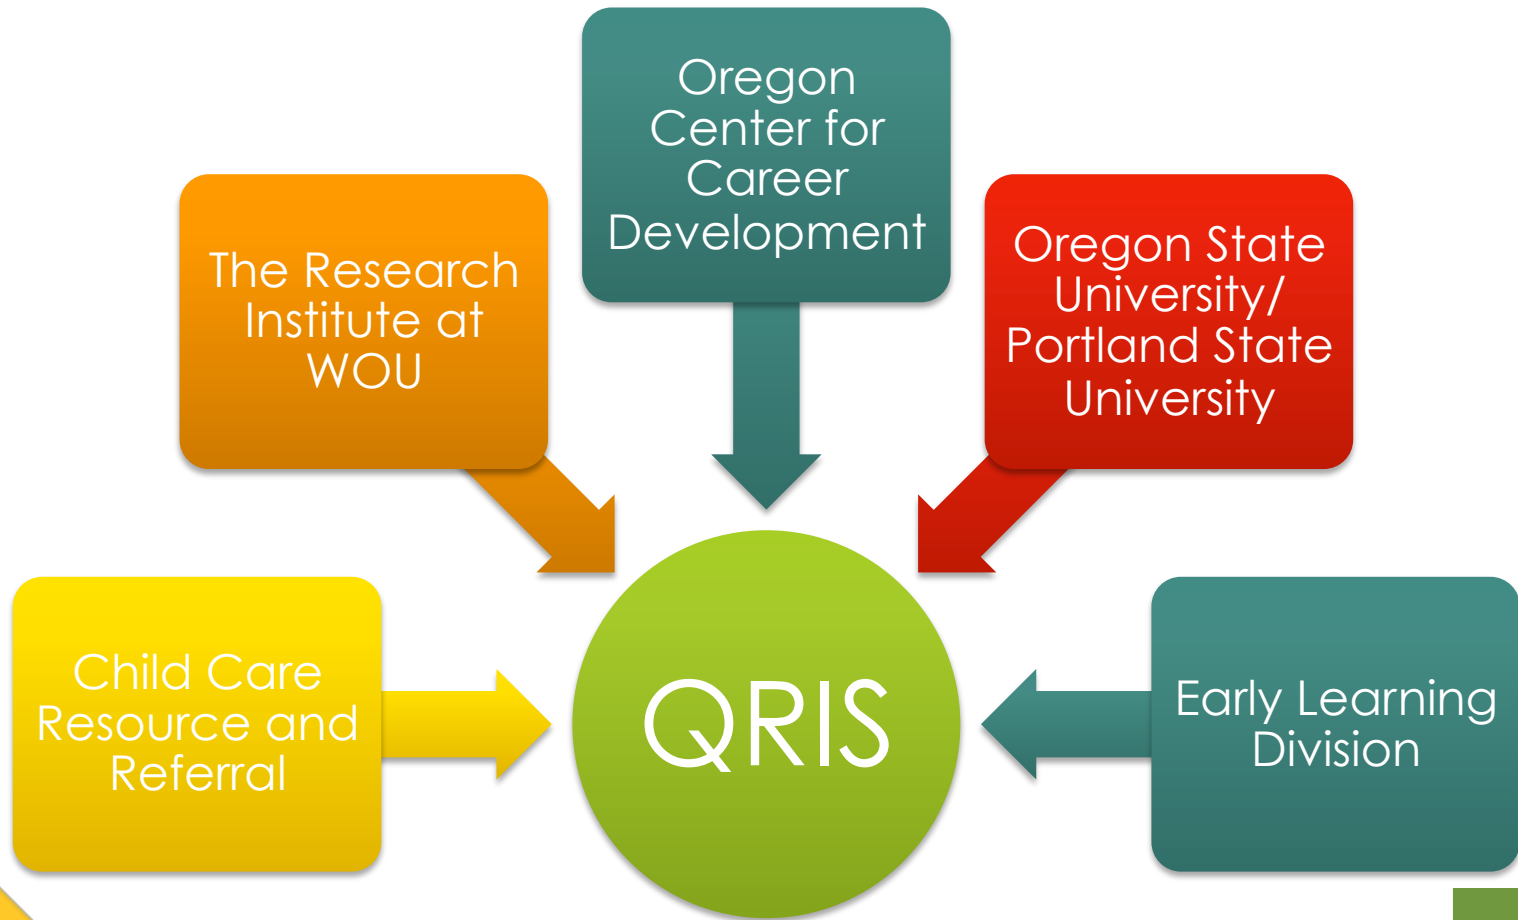 Oregon
Center for
Career
Development
The Research
Institute at
WOU
Oregon State
University/
Portland State
University
Child Care
Resource and
Referral
QRIS
Early Learning
Division